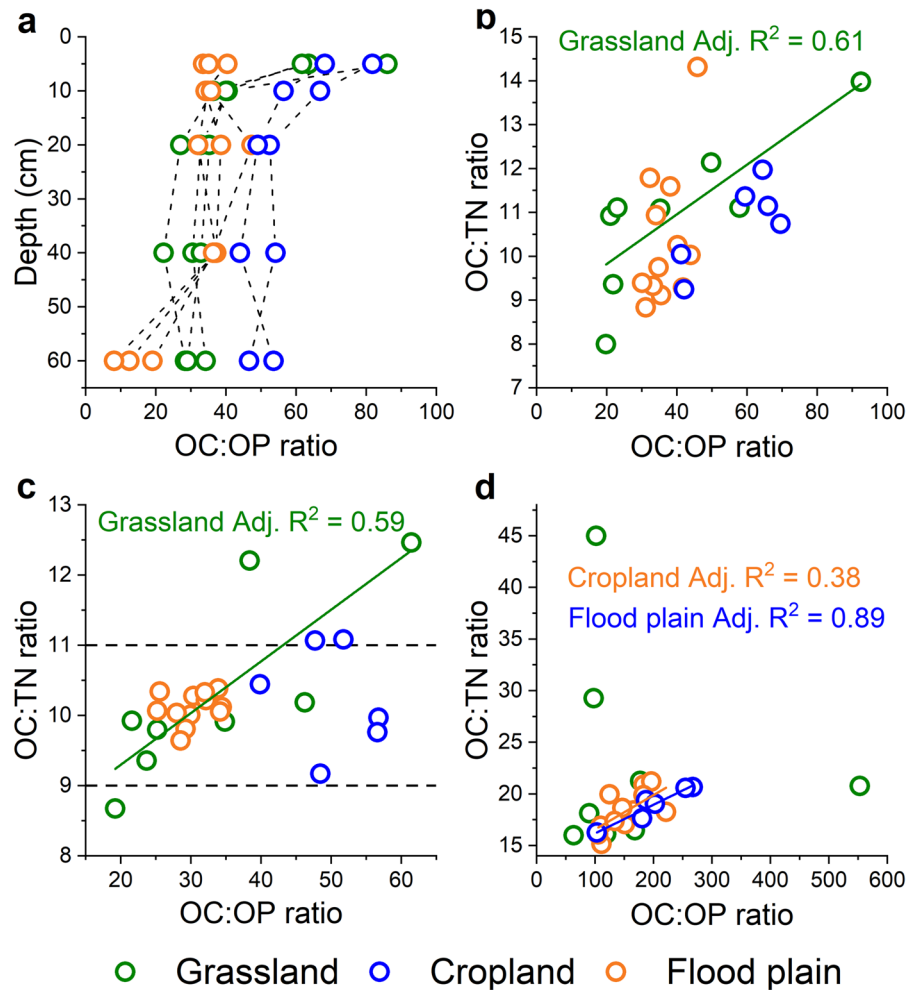 a
0
10
20
30
40
50
60
Depth (cm)
0 20 40 60 80 100
OC:OP ratio
b
15
14
13
12
11
10
9
8
7
OC:TN ratio
Grassland Adj. R² = 0.61
0 20 40 60 80 100
OC:OP ratio
c
13
12
11
10
9
8
OC:TN ratio
Grassland Adj. R² = 0.59
20 30 40 50 60
OC:OP ratio
d
45
40
35
30
25
20
15
OC:TN ratio
Cropland Adj. R² = 0.38
Flood plain Adj. R² = 0.89
0 100 200 300 400 500 600
OC:OP ratio
Grassland Cropland Flood plain